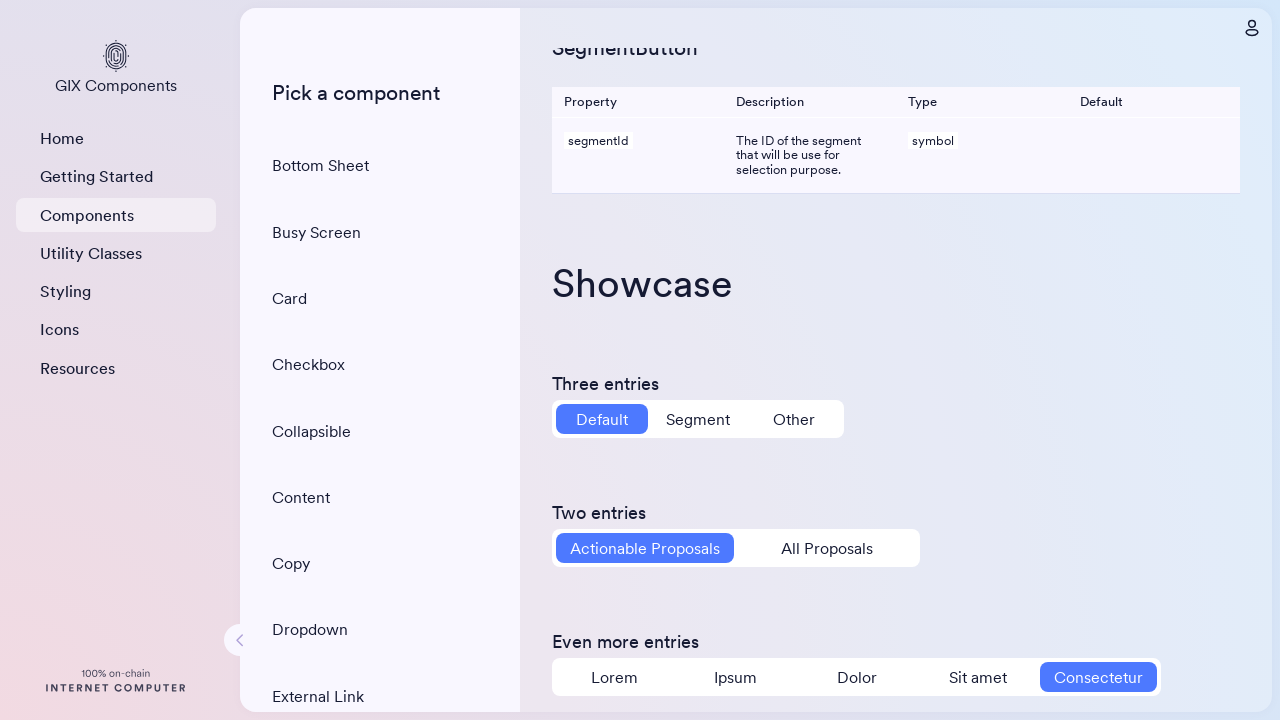 GIX Components
Home
Getting Started
Components
Utility Classes
Styling
Icons
Resources
100% on-chain
INTERNET COMPUTER
Pick a component
Bottom Sheet
Busy Screen
Card
Checkbox
Collapsible
Content
Copy
Dropdown
External Link
SegmentButton
Property Description Type Default
segmentId The ID of the segment symbol
that will be use for
selection purpose.
Showcase
Three entries
Default Segment Other
Two entries
Actionable Proposals All Proposals
Even more entries
Lorem Ipsum Dolor Sit amet Consectetur